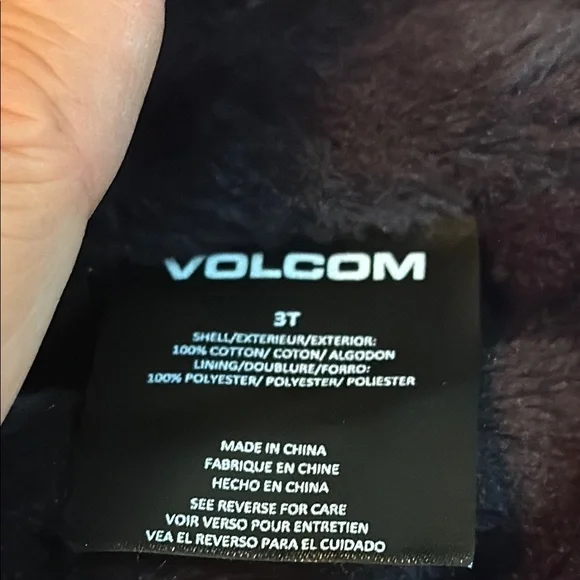 VOLCOM
3T
SHELL/EXTERIEUR/EXTERIOR:
100% COTTON/ COTON/ ALGODON
LINING/DOUBLURE/FORRO:
100% POLYESTER/ POLYESTER/ POLIESTER
MADE IN CHINA
FABRIQUE EN CHINE
HECHO EN CHINA
SEE REVERSE FOR CARE
VOIR VERSO POUR ENTRETIEN
VEA EL REVERSO PARA EL CUIDADO